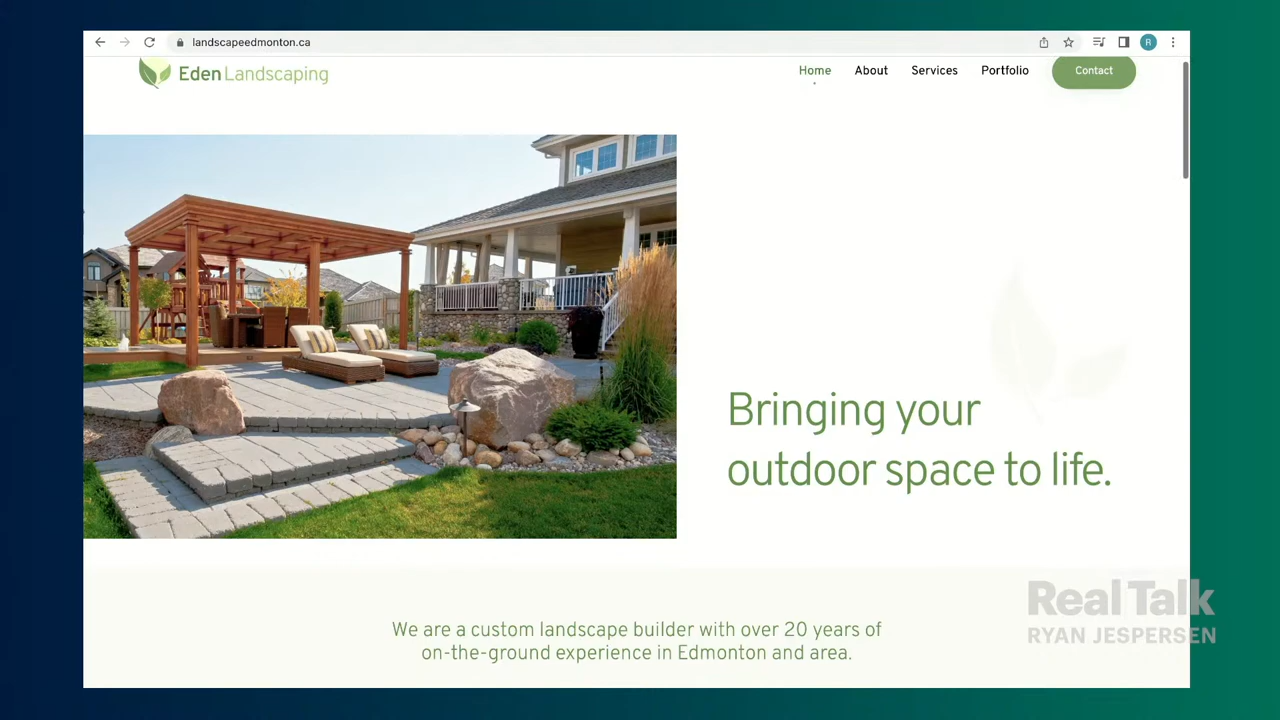 landscapeedmonton.ca
R
Eden Landscaping
Home
About
Services
Portfolio
Contact
Bringing your
outdoor space to life.
We are a custom landscape builder with over 20 years of
on-the-ground experience in Edmonton and area.
Real Talk
RYAN JESPERSEN